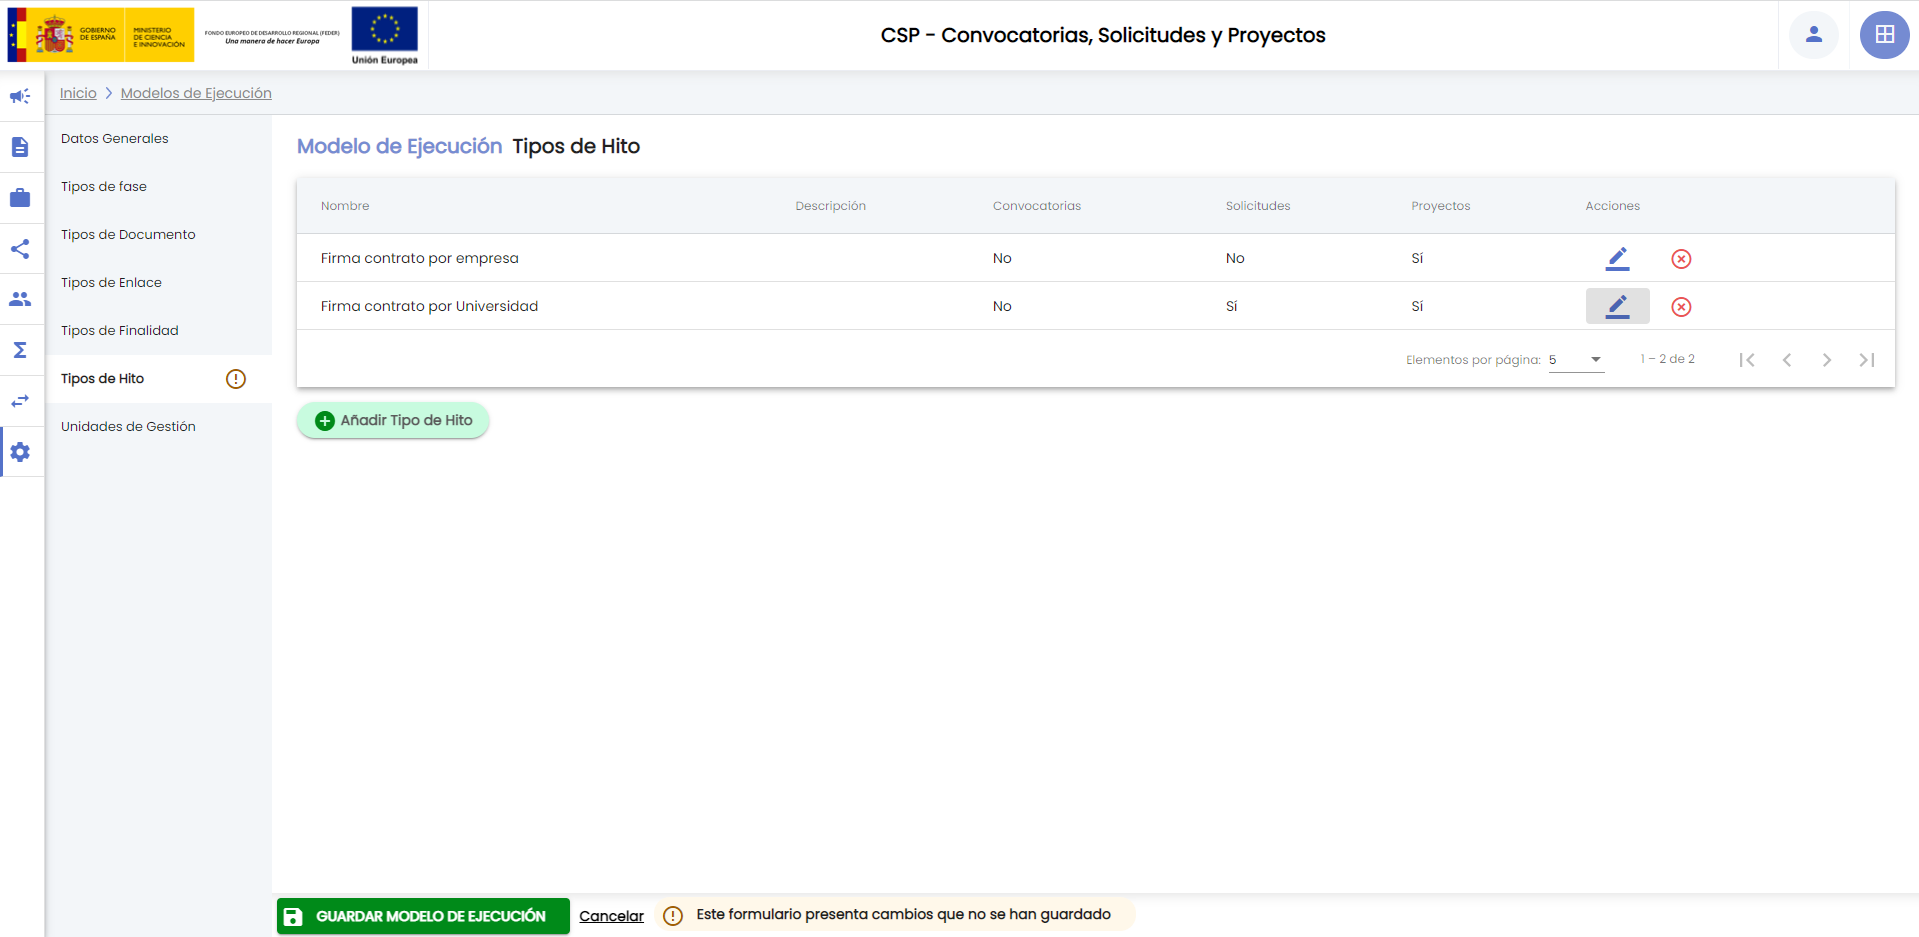 GOBIERNO
DE ESPAÑA
MINISTERIO
DE CIENCIA
E INNOVACIÓN
FONDO EUROPEO DE DESARROLLO REGIONAL (FEDER)
Una manera de hacer Europa
Unión Europea
CSP - Convocatorias, Solicitudes y Proyectos
Inicio > Modelos de Ejecución
Datos Generales
Tipos de fase
Tipos de Documento
Tipos de Enlace
Tipos de Finalidad
Tipos de Hito
Unidades de Gestión
Modelo de Ejecución Tipos de Hito
Nombre Descripción Convocatorias Solicitudes Proyectos Acciones
Firma contrato por empresa No No Sí
Firma contrato por Universidad No Sí Sí
Elementos por página: 5 1 – 2 de 2
Añadir Tipo de Hito
GUARDAR MODELO DE EJECUCIÓN Cancelar Este formulario presenta cambios que no se han guardado